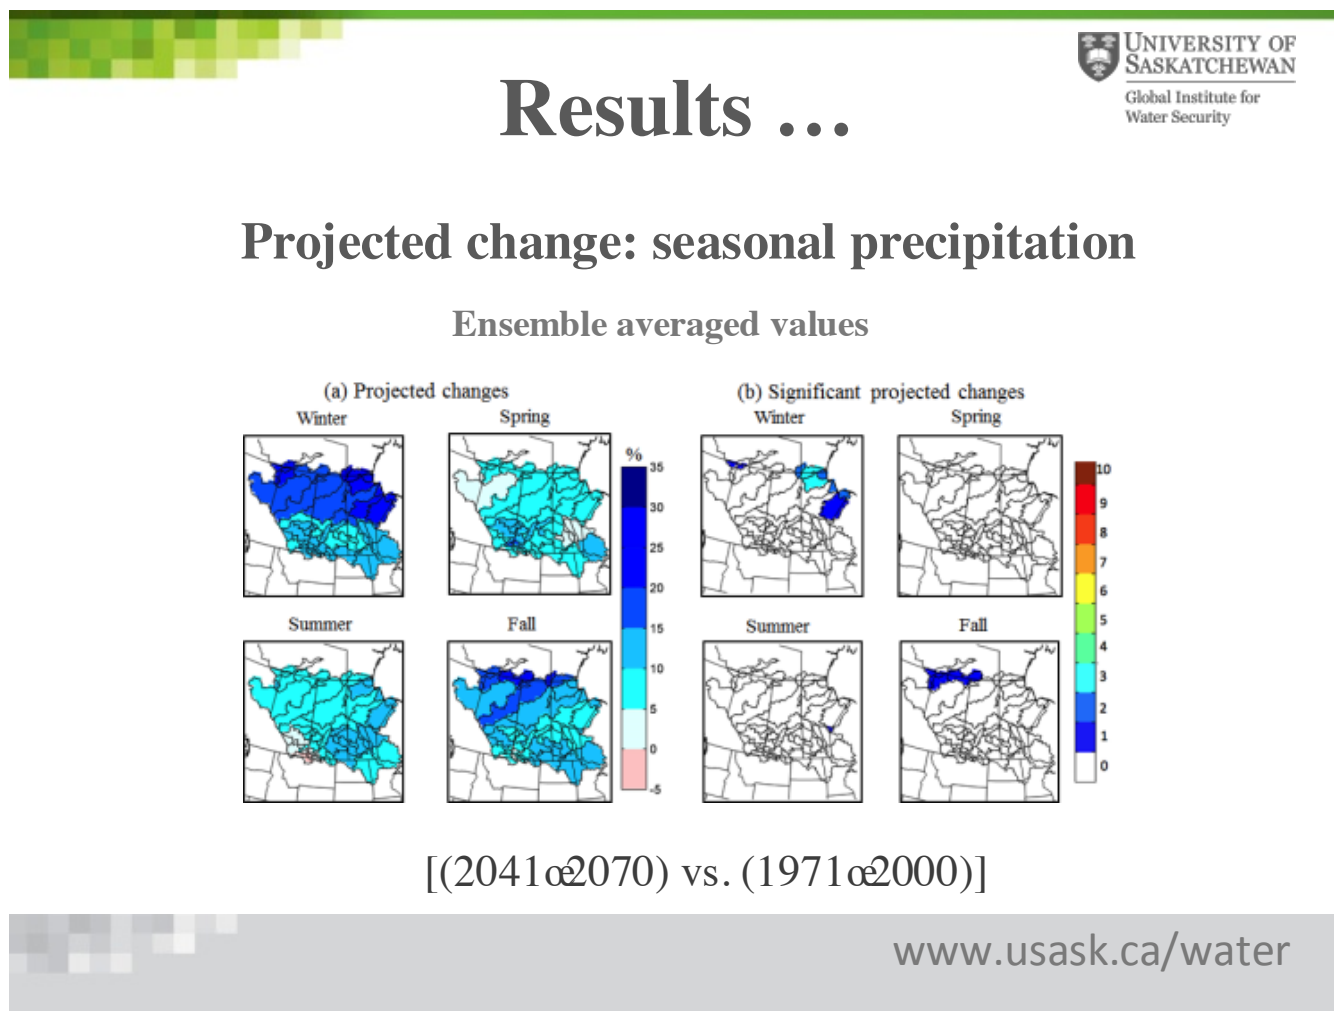 UNIVERSITY OF
SASKATCHEWAN
Global Institute for
Water Security
Results …
Projected change: seasonal precipitation
Ensemble averaged values
(a) Projected changes
(b) Significant projected changes
Winter
Spring
Winter
Spring
%
35
30
25
20
15
10
5
0
-5
10
9
8
7
6
5
4
3
2
1
0
Summer
Fall
Summer
Fall
[(2041œ2070) vs. (1971œ2000)]
www.usask.ca/water